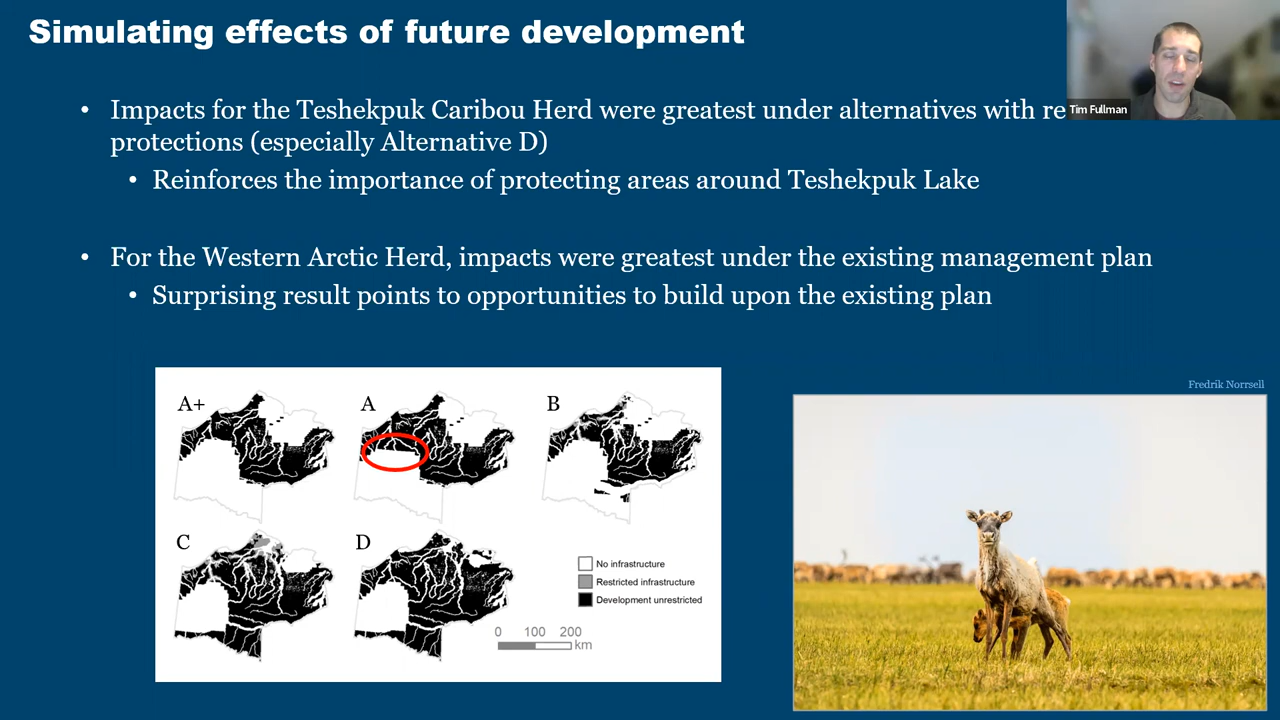 Simulating effects of future development
Tim Fullman
• Impacts for the Teshekpuk Caribou Herd were greatest under alternatives with
protections (especially Alternative D)
• Reinforces the importance of protecting areas around Teshekpuk Lake
• For the Western Arctic Herd, impacts were greatest under the existing management plan
• Surprising result points to opportunities to build upon the existing plan
Fredrik Norrsell
A+
A
B
C
D
No infrastructure
Restricted infrastructure
Development unrestricted
0 100 200
km